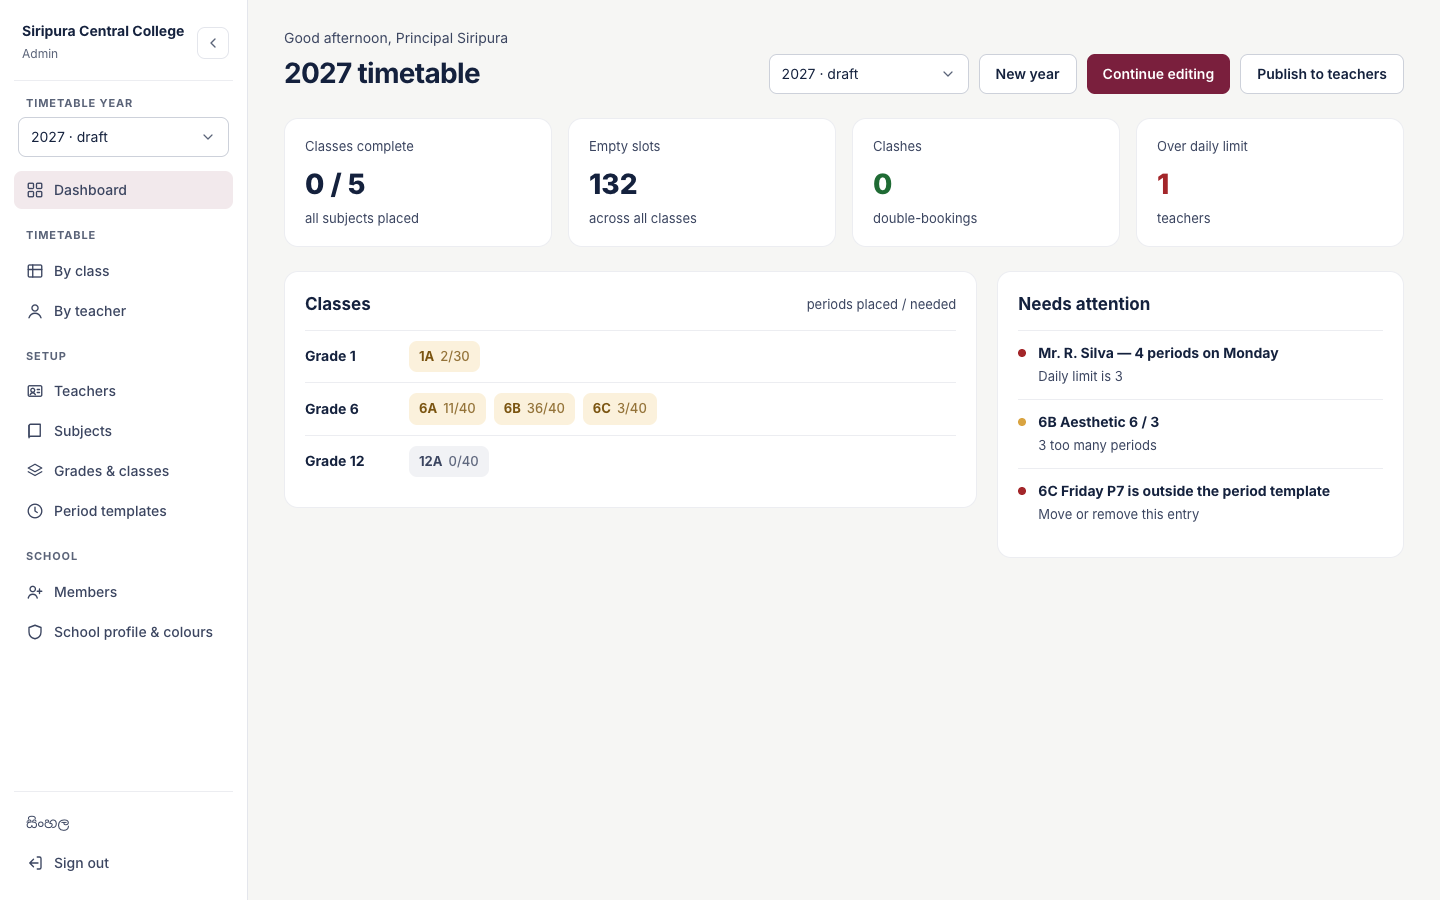 Siripura Central College
Admin
TIMETABLE YEAR
2027 · draft
Dashboard
TIMETABLE
By class
By teacher
SETUP
Teachers
Subjects
Grades & classes
Period templates
SCHOOL
Members
School profile & colours
සිංහල
Sign out
Good afternoon, Principal Siripura
2027 timetable
2027 · draft
New year
Continue editing
Publish to teachers
Classes complete
0 / 5
all subjects placed
Empty slots
132
across all classes
Clashes
0
double-bookings
Over daily limit
1
teachers
Classes
periods placed / needed
Grade 1
1A 2/30
Grade 6
6A 11/40 6B 36/40 6C 3/40
Grade 12
12A 0/40
Needs attention
Mr. R. Silva — 4 periods on Monday
Daily limit is 3
6B Aesthetic 6 / 3
3 too many periods
6C Friday P7 is outside the period template
Move or remove this entry